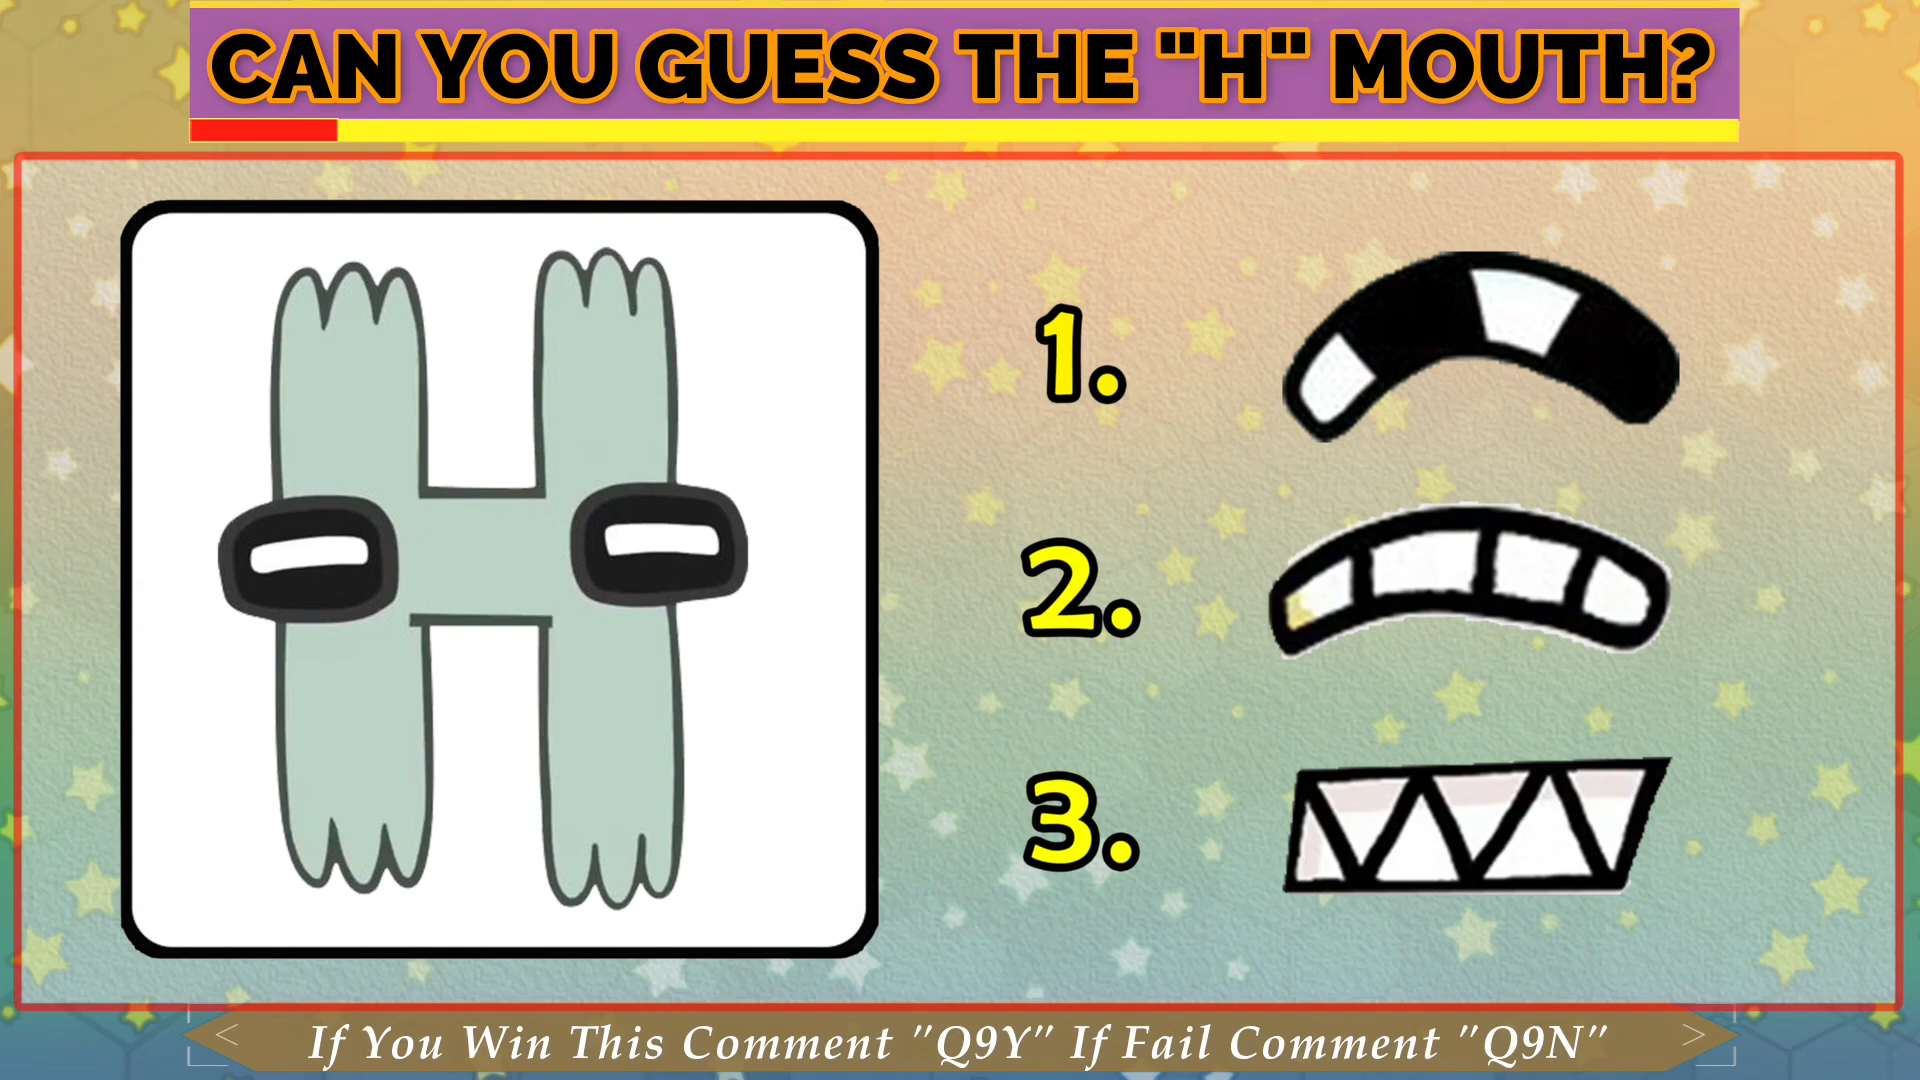 CAN YOU GUESS THE "H" MOUTH?
1.
2.
3.
< If You Win This Comment "Q9Y" If Fail Comment "Q9N" >